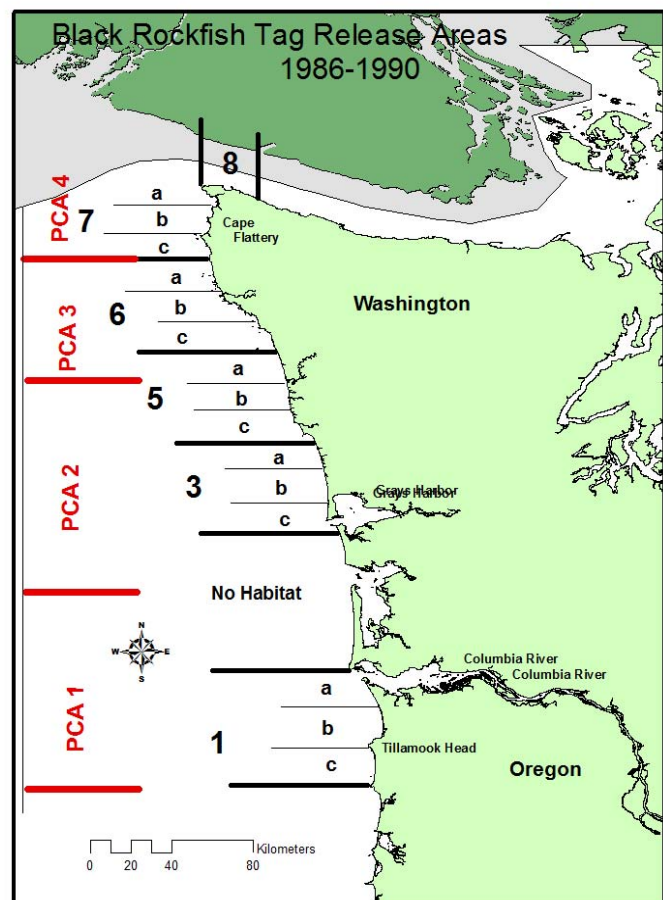 Black Rockfish Tag Release Areas
1986-1990
8
PCA 4
7
a
b
c
Cape
Flattery
PCA 3
6
a
b
c
Washington
5
a
b
c
PCA 2
3
a
b
c
Grays Harbor
Grays Harbor
No Habitat
N
W
E
S
Columbia River
Columbia River
PCA 1
1
a
b
c
Tillamook Head
Oregon
Kilometers
0 20 40 80